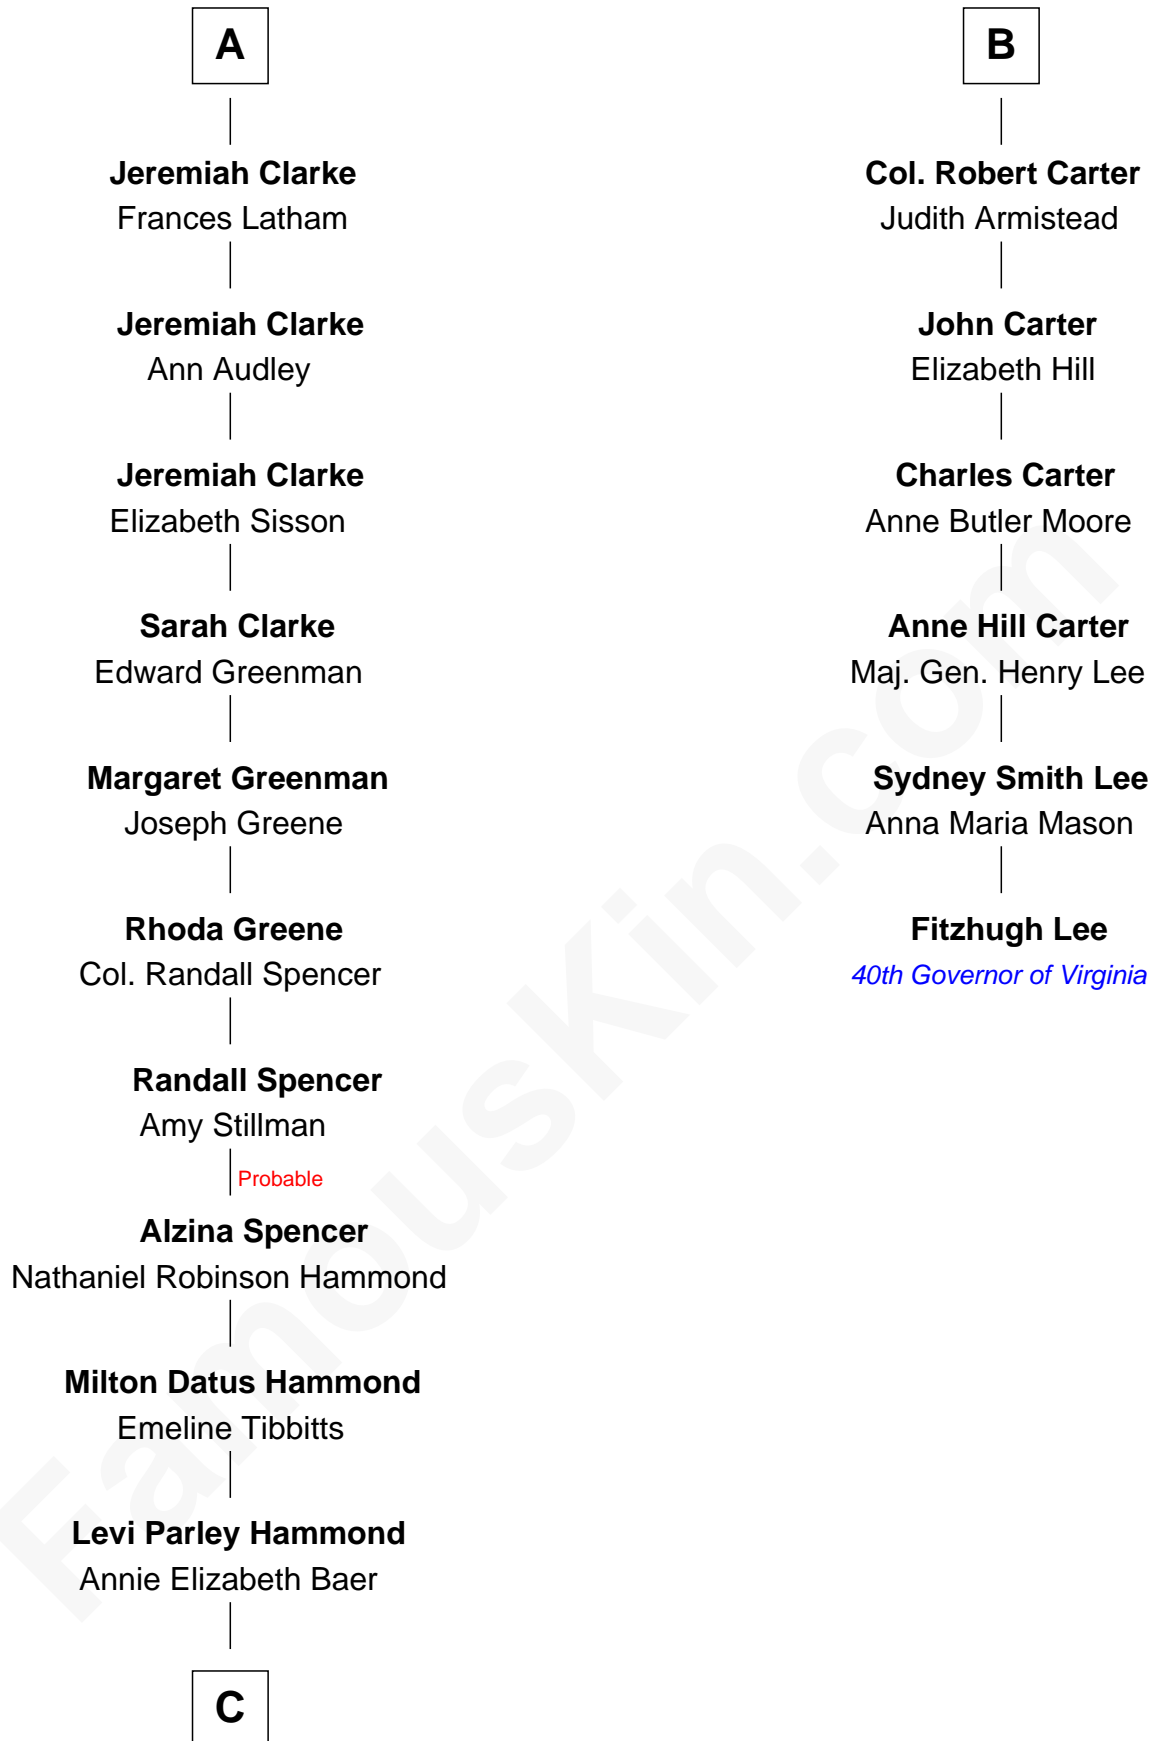 A
Jeremiah Clarke
Frances Latham
Jeremiah Clarke
Ann Audley
Jeremiah Clarke
Elizabeth Sisson
Sarah Clarke
Edward Greenman
Margaret Greenman
Joseph Greene
Rhoda Greene
Col. Randall Spencer
Randall Spencer
Amy Stillman
Probable
Alzina Spencer
Nathaniel Robinson Hammond
Milton Datus Hammond
Emeline Tibbitts
Levi Parley Hammond
Annie Elizabeth Baer
C
B
Col. Robert Carter
Judith Armistead
John Carter
Elizabeth Hill
Charles Carter
Anne Butler Moore
Anne Hill Carter
Maj. Gen. Henry Lee
Sydney Smith Lee
Anna Maria Mason
Fitzhugh Lee
40th Governor of Virginia
FamousKin.com